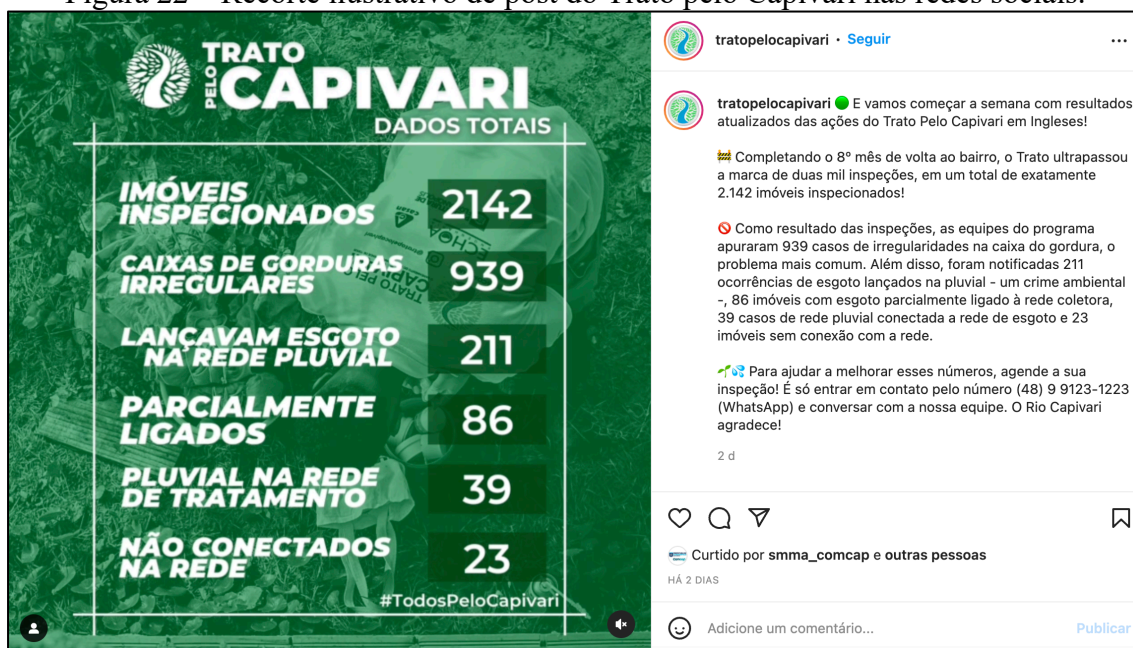 Figura 22 – Recorte ilustrativo de post do Trato pelo Capivari nas redes sociais.
TRATO
PELO
CAPIVARI
DADOS TOTAIS
IMÓVEIS
INSPECIONADOS
2142
CAIXAS DE GORDURAS
IRREGULARES
939
LANÇAVAM ESGOTO
NA REDE PLUVIAL
211
PARCIALMENTE
LIGADOS
86
PLUVIAL NA REDE
DE TRATAMENTO
39
NÃO CONECTADOS
NA REDE
23
#TodosPeloCapivari
tratopelocapivari • Seguir
tratopelocapivari 🟢 E vamos começar a semana com resultados
atualizados das ações do Trato Pelo Capivari em Ingleses!
🚧 Completando o 8º mês de volta ao bairro, o Trato ultrapassou
a marca de duas mil inspeções, em um total de exatamente
2.142 imóveis inspecionados!
🚫 Como resultado das inspeções, as equipes do programa
apuraram 939 casos de irregularidades na caixa do gordura, o
problema mais comum. Além disso, foram notificadas 211
ocorrências de esgoto lançados na pluvial - um crime ambiental
-, 86 imóveis com esgoto parcialmente ligado à rede coletora,
39 casos de rede pluvial conectada a rede de esgoto e 23
imóveis sem conexão com a rede.
🌱💦 Para ajudar a melhorar esses números, agende a sua
inspeção! É só entrar em contato pelo número (48) 9 9123-1223
(WhatsApp) e conversar com a nossa equipe. O Rio Capivari
agradece!
2 d
Curtido por smma_comcap e outras pessoas
HÁ 2 DIAS
Adicione um comentário...
Publicar